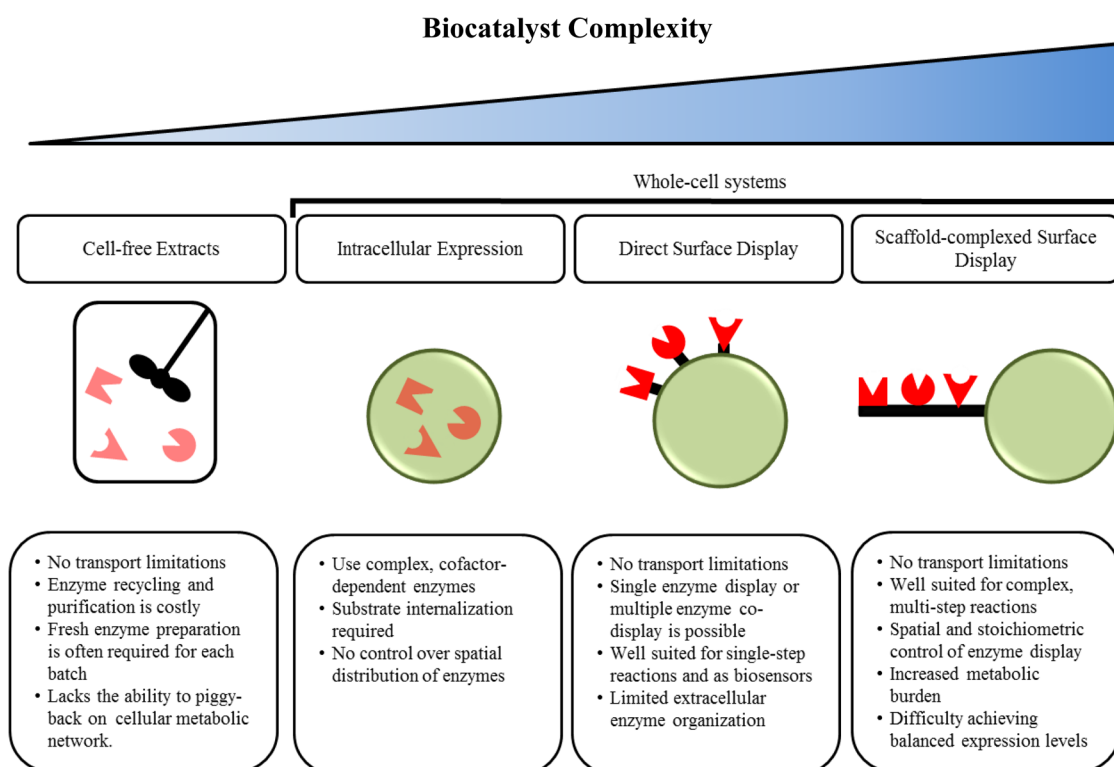 Biocatalyst Complexity
Whole-cell systems
Cell-free Extracts
Intracellular Expression
Direct Surface Display
Scaffold-complexed Surface
Display
• No transport limitations
• Enzyme recycling and
purification is costly
• Fresh enzyme preparation
is often required for each
batch
• Lacks the ability to piggy-
back on cellular metabolic
network.
• Use complex, cofactor-
dependent enzymes
• Substrate internalization
required
• No control over spatial
distribution of enzymes
• No transport limitations
• Single enzyme display or
multiple enzyme co-
display is possible
• Well suited for single-step
reactions and as biosensors
• Limited extracellular
enzyme organization
• No transport limitations
• Well suited for complex,
multi-step reactions
• Spatial and stoichiometric
control of enzyme display
• Increased metabolic
burden
• Difficulty achieving
balanced expression levels